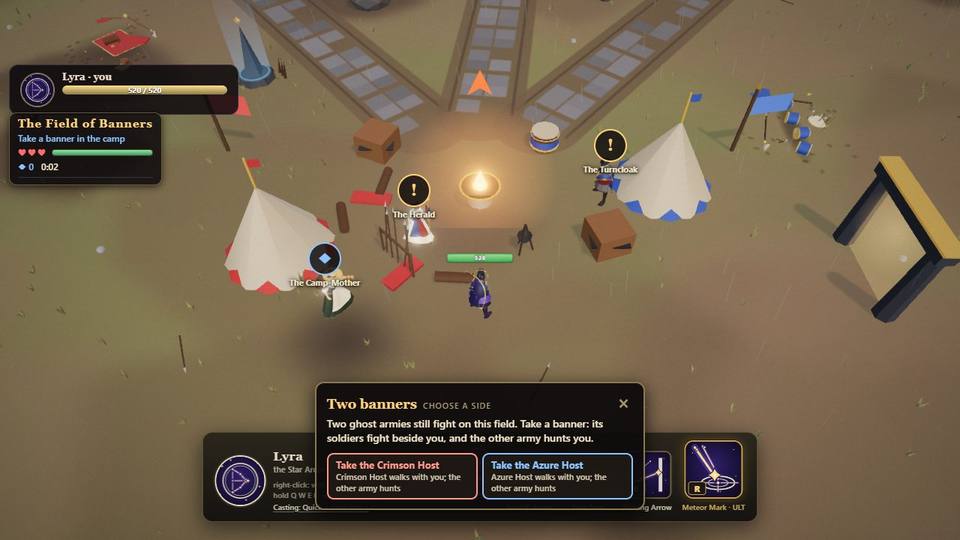 Lyra - you
520 / 520
The Field of Banners
Take a banner in the camp
0 0:02
!
The Turncloak
!
The Herald
The Camp-Mother
520
Two banners CHOOSE A SIDE ×
Two ghost armies still fight on this field. Take a banner: its
soldiers fight beside you, and the other army hunts you.
Take the Crimson Host
Crimson Host walks with you; the
other army hunts
Take the Azure Host
Azure Host walks with you; the
other army hunts
Lyra
the Star
right-click:
hold Q W E
Casting:
Arrow
R
Meteor Mark · ULT